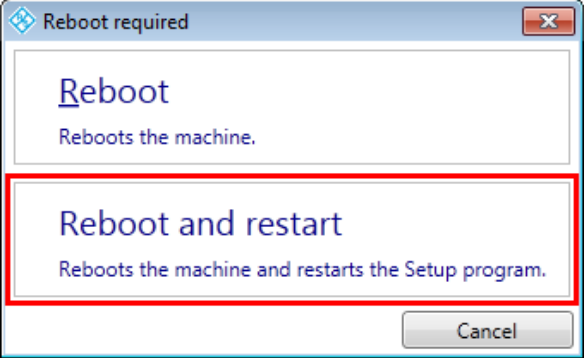 Reboot required
Reboot
Reboots the machine.
Reboot and restart
Reboots the machine and restarts the Setup program.
Cancel